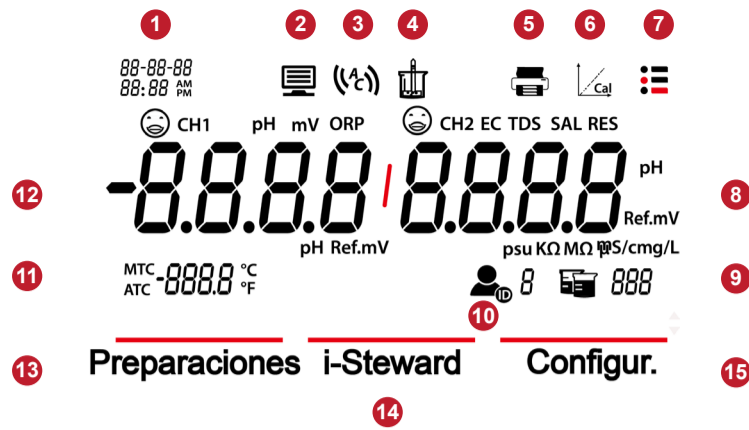 1 2 3 4 5 6 7
88-88-88
88:88 AM PM
((A/C)) Cal
CH1 pH mV ORP CH2 EC TDS SAL RES
12 -8.8.8.8 / 8.8.8.8 pH 8
Ref.mV
pH Ref.mV psu KΩ MΩ µmS/cmg/L
11 MTC -888.8 °C
ATC °F
ID 8 888 9
10
13 Preparaciones i-Steward Configur. 15
14